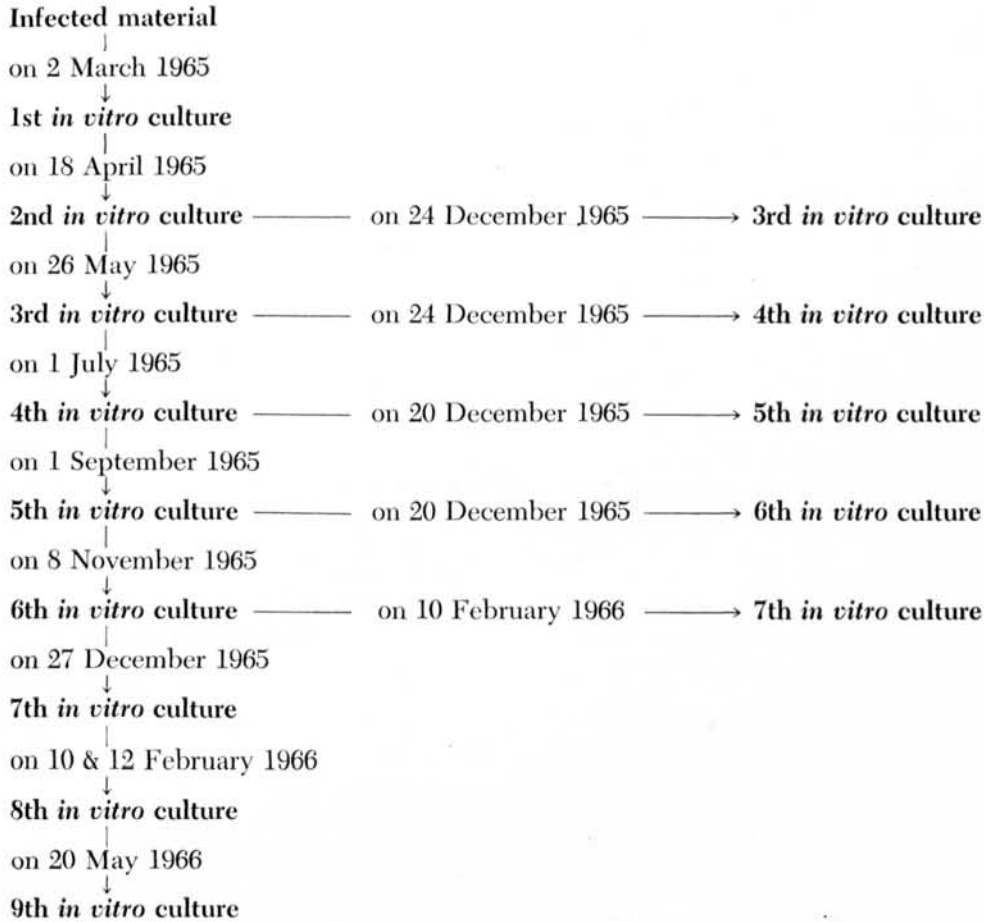 Infected material
on 2 March 1965
1st in vitro culture
on 18 April 1965
2nd in vitro culture on 24 December 1965 3rd in vitro culture
on 26 May 1965
3rd in vitro culture on 24 December 1965 4th in vitro culture
on 1 July 1965
4th in vitro culture on 20 December 1965 5th in vitro culture
on 1 September 1965
5th in vitro culture on 20 December 1965 6th in vitro culture
on 8 November 1965
6th in vitro culture on 10 February 1966 7th in vitro culture
on 27 December 1965
7th in vitro culture
on 10 & 12 February 1966
8th in vitro culture
on 20 May 1966
9th in vitro culture